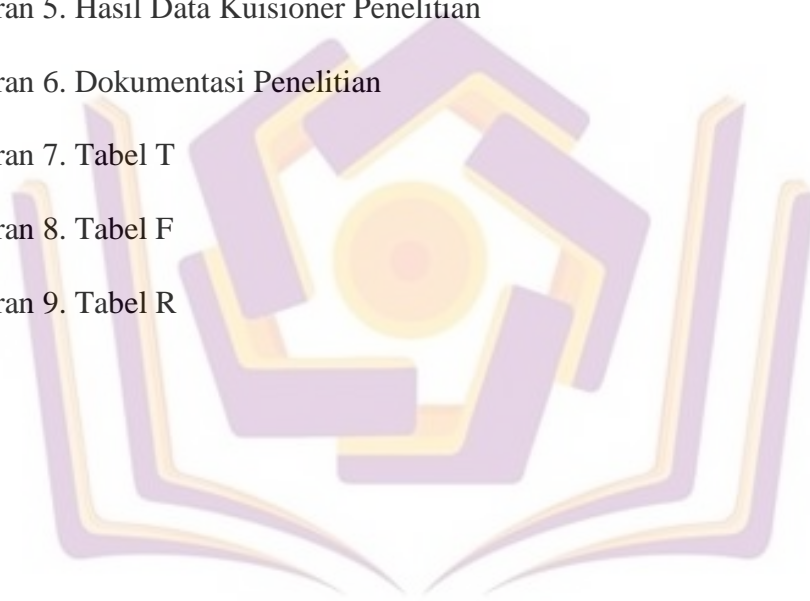 ran 5. Hasil Data Kuisioner Penelitian
ran 6. Dokumentasi Penelitian
ran 7. Tabel T
ran 8. Tabel F
ran 9. Tabel R